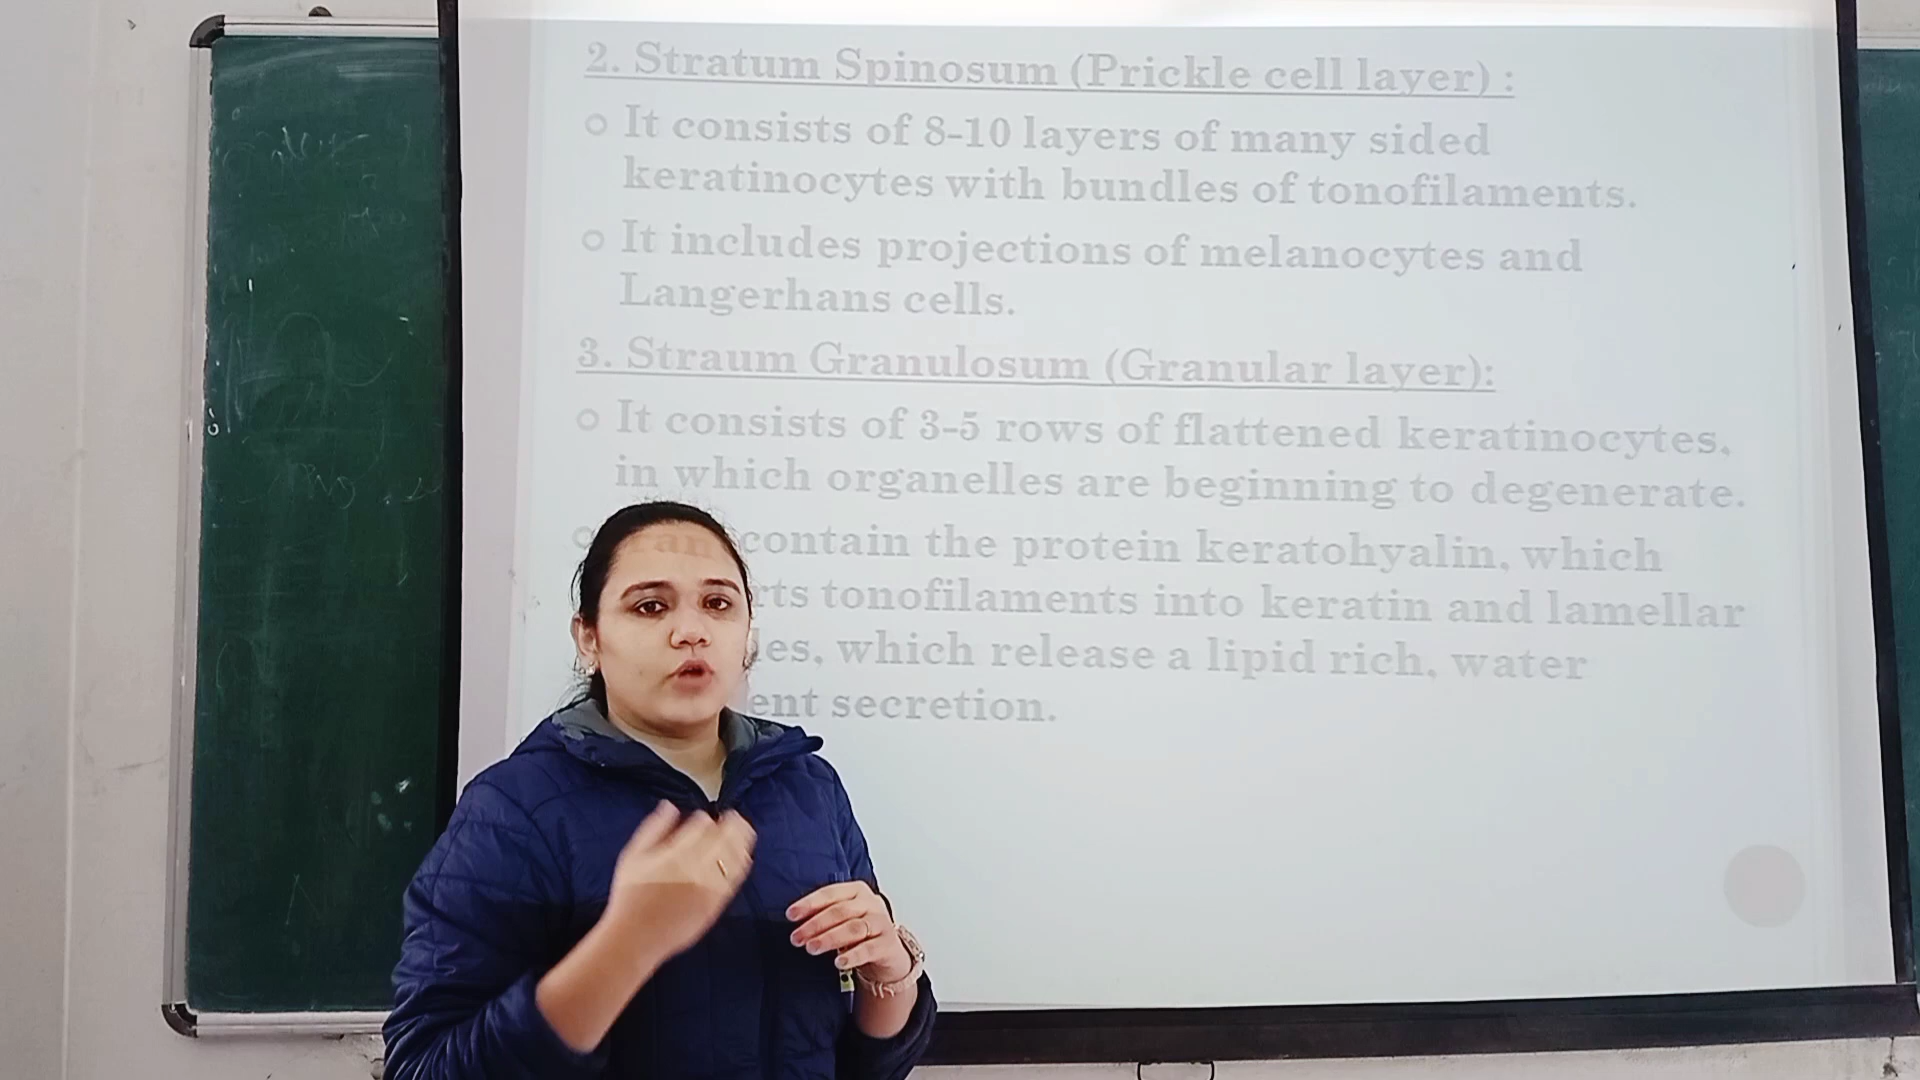 2. Stratum Spinosum (Prickle cell layer) :
It consists of 8-10 layers of many sided
keratinocytes with bundles of tonofilaments.
It includes projections of melanocytes and
Langerhans cells.
3. Straum Granulosum (Granular layer):
It consists of 3-5 rows of flattened keratinocytes,
in which organelles are beginning to degenerate.
contain the protein keratohyalin, which
rts tonofilaments into keratin and lamellar
les, which release a lipid rich, water
ent secretion.